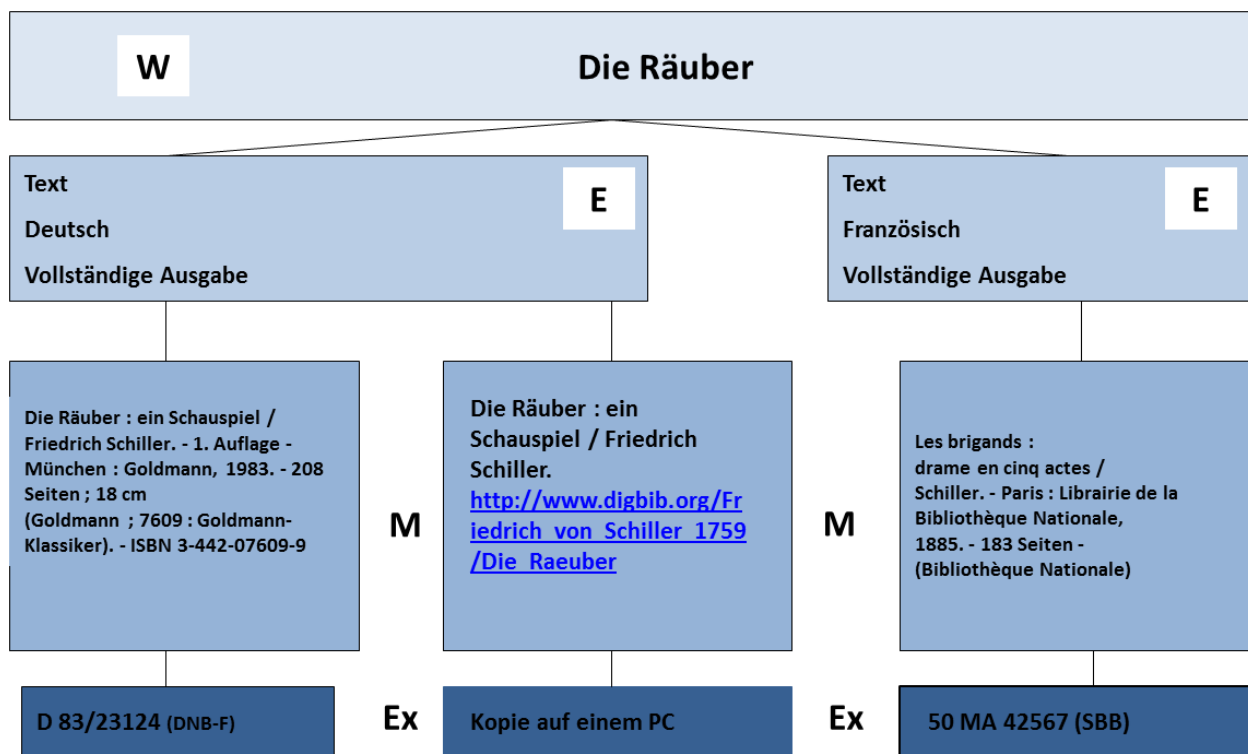 W
Die Räuber
Text
Deutsch
Vollständige Ausgabe
E
Text
Französisch
Vollständige Ausgabe
E
Die Räuber : ein Schauspiel /
Friedrich Schiller. - 1. Auflage -
München : Goldmann, 1983. - 208
Seiten ; 18 cm
(Goldmann ; 7609 : Goldmann-
Klassiker). - ISBN 3-442-07609-9
M
Die Räuber : ein
Schauspiel / Friedrich
Schiller.
http://www.digbib.org/Fr
iedrich_von_Schiller_1759
/Die_Raeuber
M
Les brigands :
drame en cinq actes /
Schiller. - Paris : Librairie de la
Bibliothèque Nationale,
1885. - 183 Seiten -
(Bibliothèque Nationale)
D 83/23124 (DNB-F)
Ex
Kopie auf einem PC
Ex
50 MA 42567 (SBB)